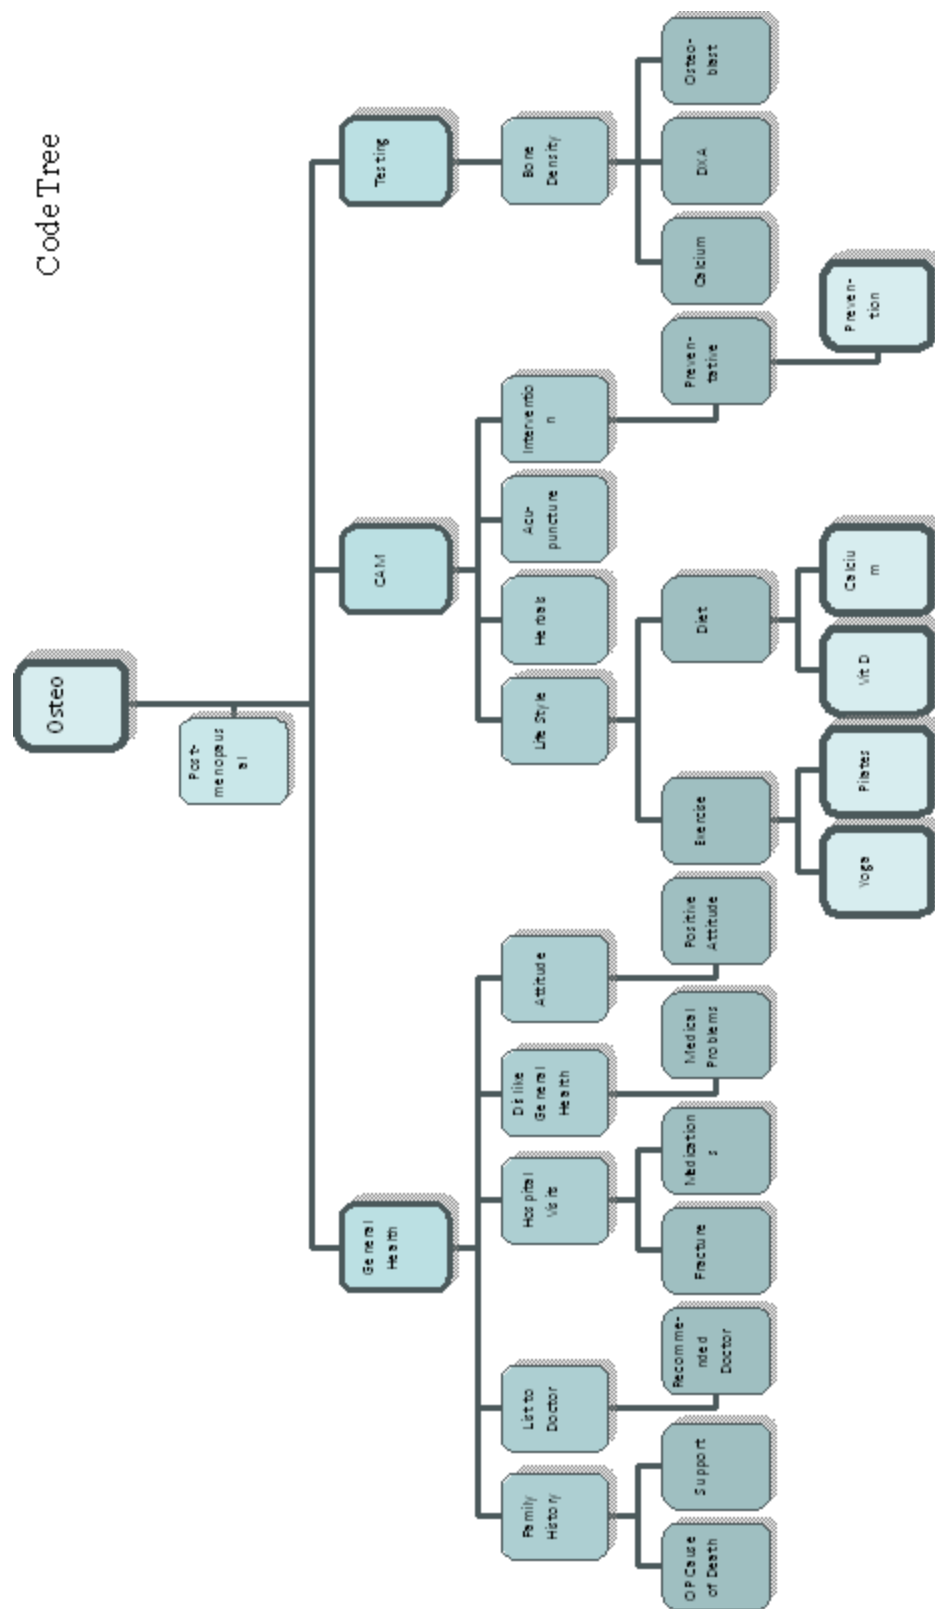 Code Tree
Osteo
Post-
menopaus
al
General
Health
CAM
Testing
Family
History
List to
Doctor
Hospital
Visits
Dislike
General
Health
Attitude
Life Style
Herbals
Acu-
puncture
Interventio
n
Bone
Density
OP Cause
of Death
Support
Recomme-
nded
Doctor
Fracture
Medication
s
Medical
Problems
Positive
Attitude
Exercise
Diet
Preven-
tative
Calcium
DXA
Osteo-
blast
Yoga
Pilates
Vit D
Calciu
m
Preven-
tion